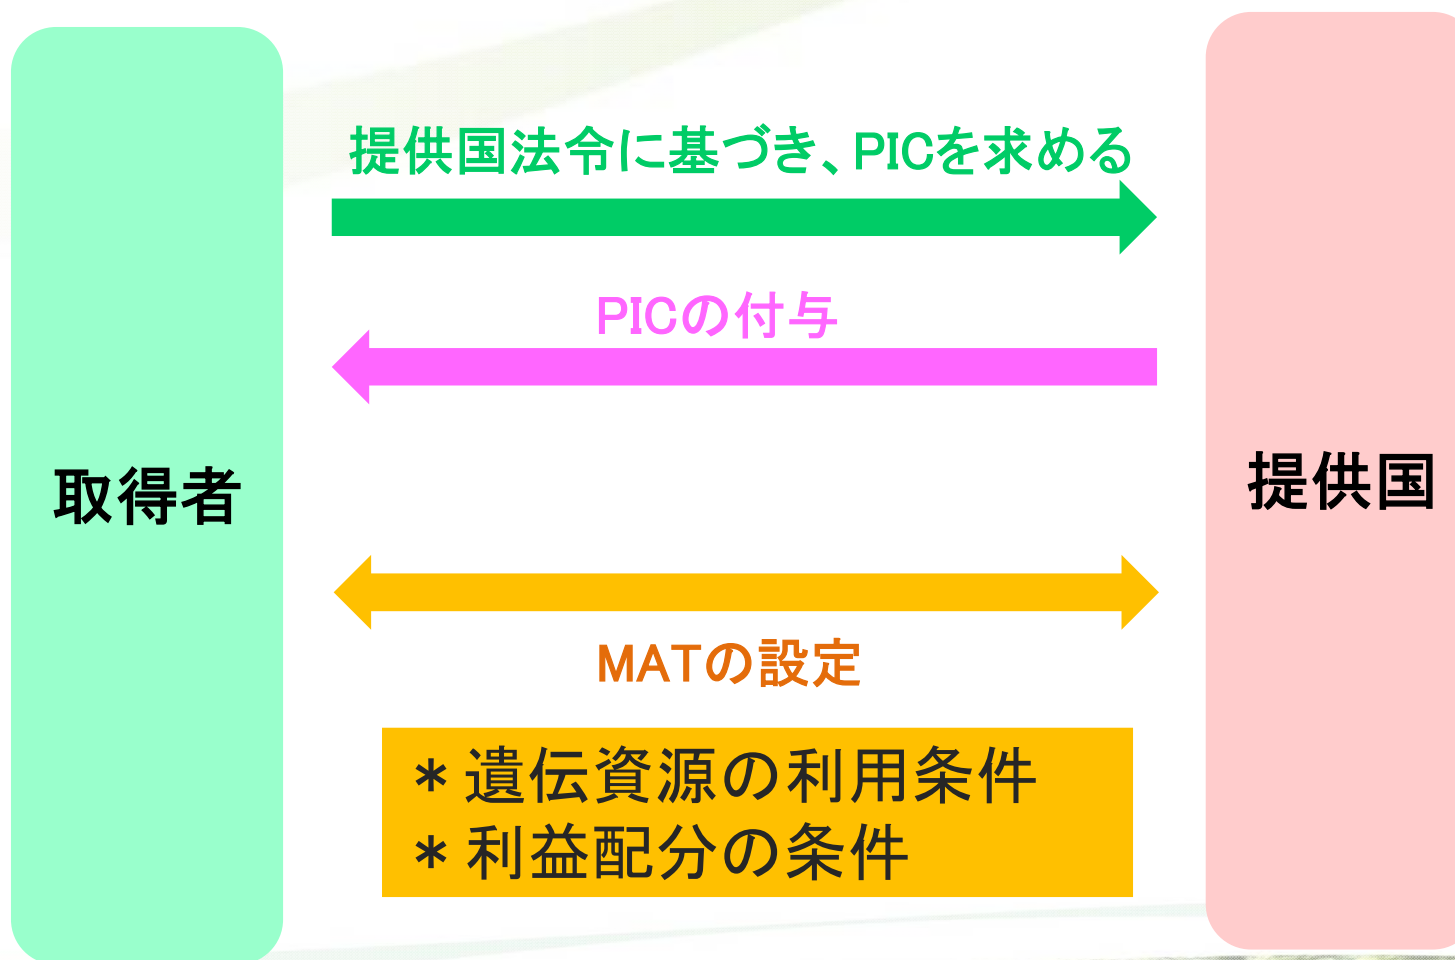 提供国法令に基づき、PICを求める
PICの付与
取得者
提供国
MATの設定
＊遺伝資源の利用条件
＊利益配分の条件